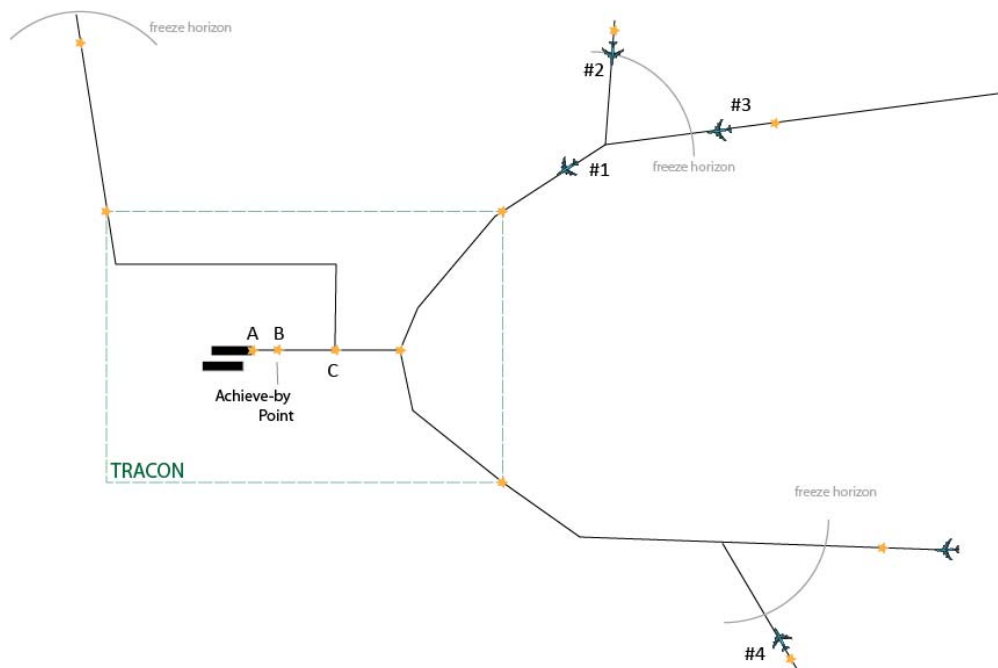 freeze horizon
#2
#3
#1
freeze horizon
A
B
C
Achieve-by
Point
TRACON
freeze horizon
#4